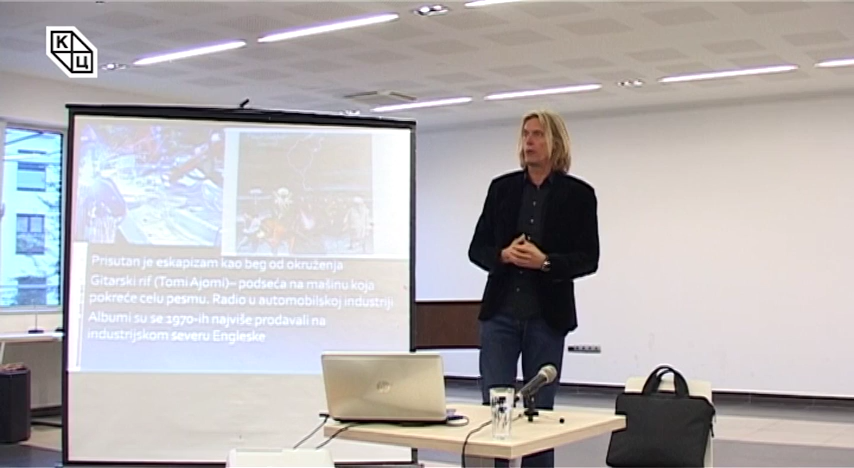 К
Ц
Prisutan je eskapizam kao beg od okruženja
Gitarski rif (Tomi Ajomi)– podseća na mašinu koja
pokreće celu pesmu. Radio u automobilskoj industriji
Albumi su se 1970-ih najviše prodavali na
industrijskom severu Engleske
hp